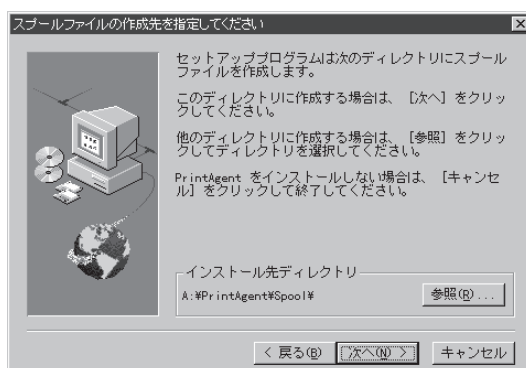 スプールファイルの作成先を指定してください
セットアッププログラムは次のディレクトリにスプール
ファイルを作成します。
このディレクトリに作成する場合は、［次へ］をクリッ
クしてください。
他のディレクトリに作成する場合は、［参照］をクリッ
クしてディレクトリを選択してください。
PrintAgent をインストールしない場合は、［キャンセ
ル］をクリックして終了してください。
インストール先ディレクトリ
A:¥PrintAgent¥Spool¥
参照(R)...
< 戻る(B)
次へ(N) >
キャンセル